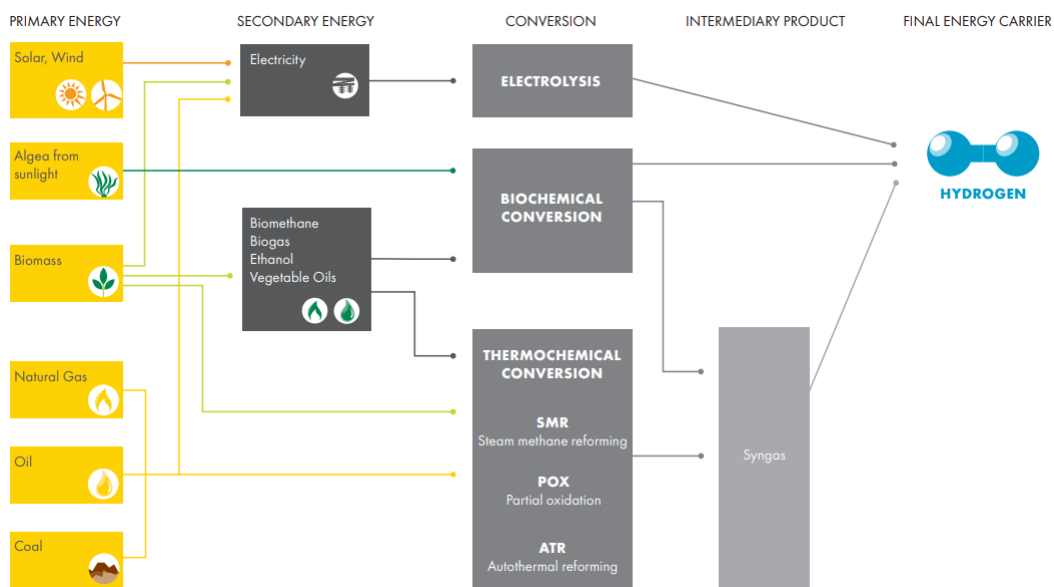 PRIMARY ENERGY
SECONDARY ENERGY
CONVERSION
INTERMEDIARY PRODUCT
FINAL ENERGY CARRIER
Solar, Wind
Electricity
ELECTROLYSIS
Algea from
sunlight
BIOCHEMICAL
CONVERSION
HYDROGEN
Biomass
Biomethane
Biogas
Ethanol
Vegetable Oils
THERMOCHEMICAL
CONVERSION
Natural Gas
SMR
Steam methane reforming
Oil
POX
Partial oxidation
Syngas
Coal
ATR
Autothermal reforming